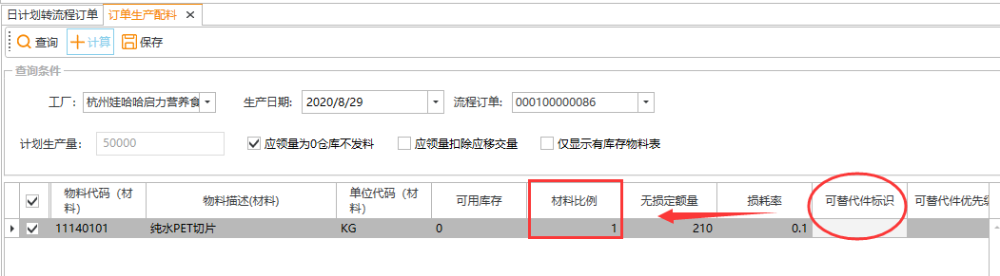 日计划转流程订单 订单生产配料 ×
查询 计算 保存
查询条件
工厂: 杭州娃哈哈启力营养食 生产日期: 2020/8/29 流程订单: 000100000086
计划生产量: 50000 应领量为0仓库不发料 应领量扣除应移交量 仅显示有库存物料表
物料代码（材料） 物料描述(材料) 单位代码（材料） 可用库存 材料比例 无损定额量 损耗率 可替代件标识 可替代件优先级
11140101 纯水PET切片 KG 0 1 210 0.1